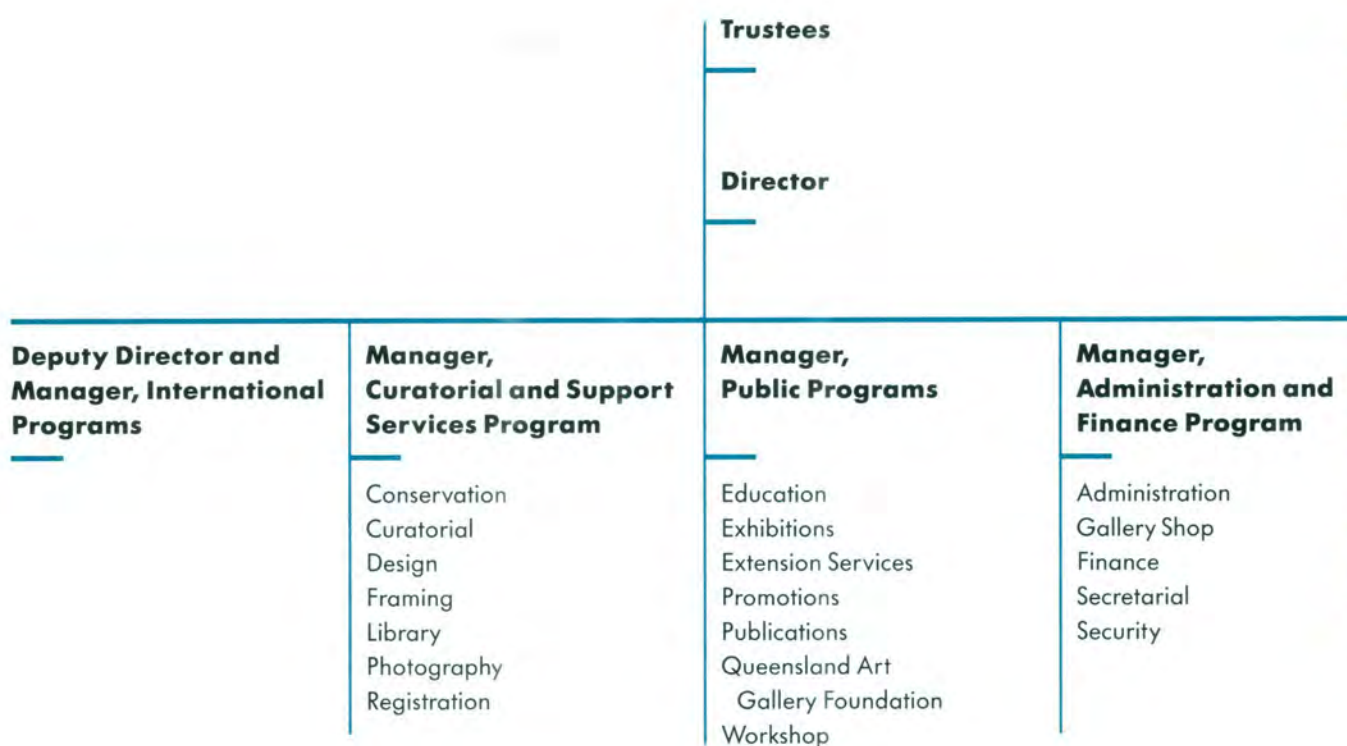 Trustees
Director
Deputy Director and
Manager, International
Programs
Manager,
Curatorial and Support
Services Program
Conservation
Curatorial
Design
Framing
Library
Photography
Registration
Manager,
Public Programs
Education
Exhibitions
Extension Services
Promotions
Publications
Queensland Art
Gallery Foundation
Workshop
Manager,
Administration and
Finance Program
Administration
Gallery Shop
Finance
Secretarial
Security